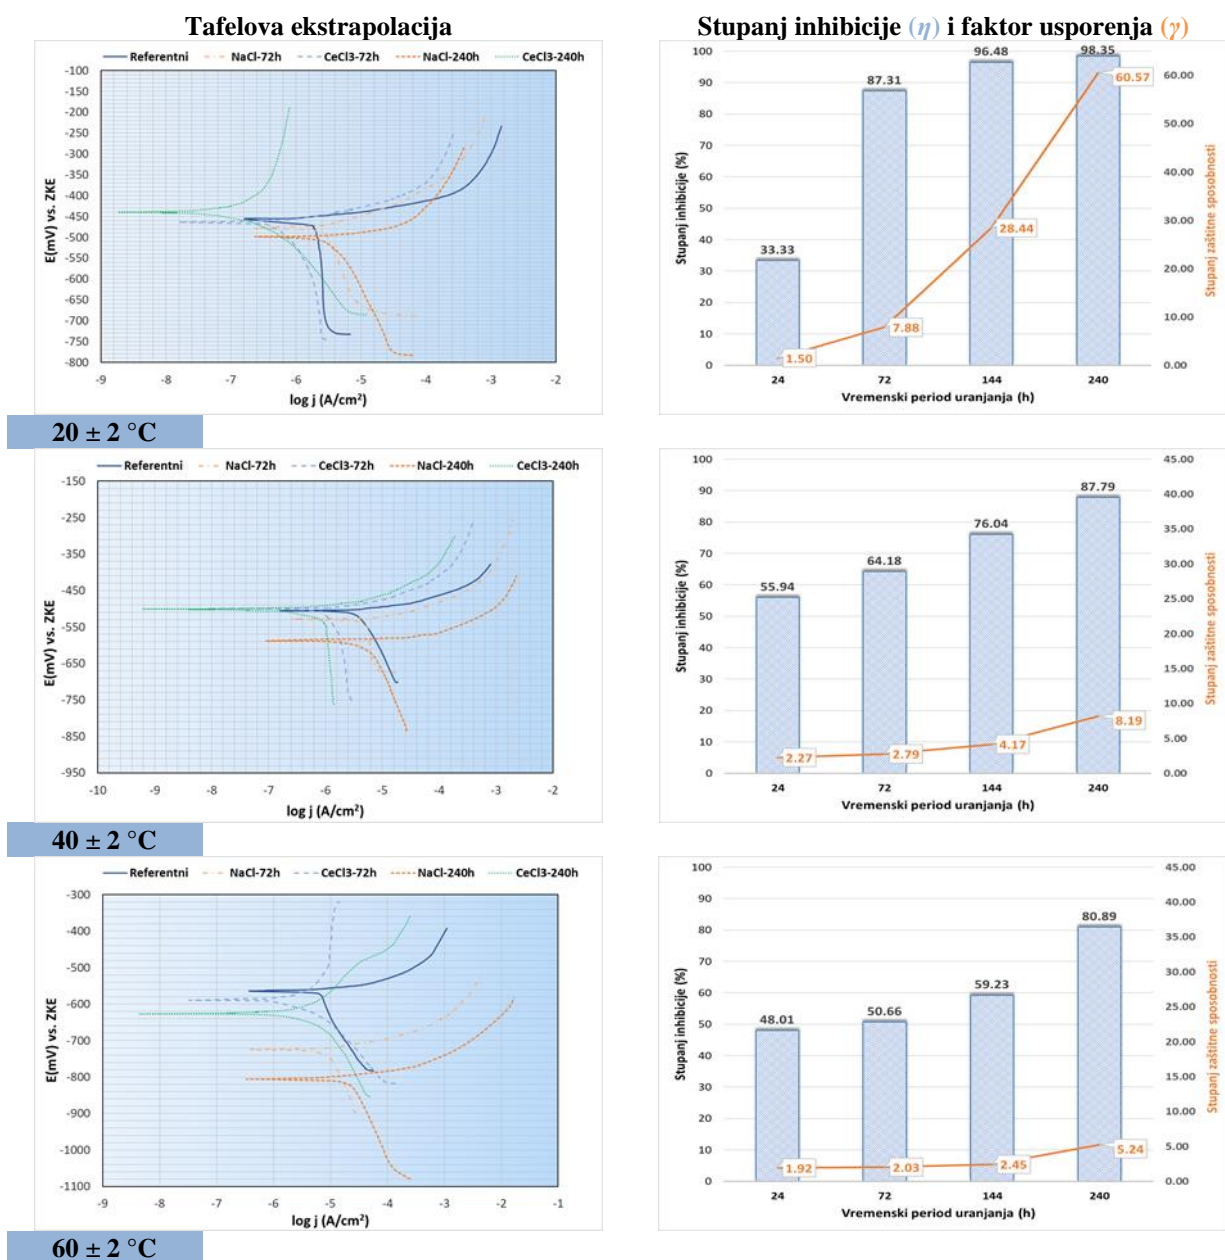 Tafelova ekstrapolacija
Stupanj inhibicije (η) i faktor usporenja (γ)
Referentni NaCl-72h CeCl3-72h NaCl-240h CeCl3-240h
-100
-150
-200
-250
-300
-350
-400
-450
-500
-550
-600
-650
-700
-750
-800
E(mV) vs. ZKE
-9 -8 -7 -6 -5 -4 -3 -2
log j (A/cm²)
100
90
80
70
60
50
40
30
20
10
0
Stupanj inhibicije (%)
33.33 87.31 96.48 98.35
1.50 7.88 28.44 60.57
60.00
50.00
40.00
30.00
20.00
10.00
0.00
Stupanj zaštitne sposobnosti
24 72 144 240
Vremenski period uranjanja (h)
20 ± 2 °C
Referentni NaCl-72h CeCl3-72h NaCl-240h CeCl3-240h
-150
-250
-350
-450
-550
-650
-750
-850
-950
E(mV) vs. ZKE
-10 -9 -8 -7 -6 -5 -4 -3 -2
log j (A/cm²)
100
90
80
70
60
50
40
30
20
10
0
Stupanj inhibicije (%)
55.94 64.18 76.04 87.79
2.27 2.79 4.17 8.19
45.00
40.00
35.00
30.00
25.00
20.00
15.00
10.00
5.00
0.00
Stupanj zaštitne sposobnosti
24 72 144 240
Vremenski period uranjanja (h)
40 ± 2 °C
Referentni NaCl-72h CeCl3-72h NaCl-240h CeCl3-240h
-300
-400
-500
-600
-700
-800
-900
-1000
-1100
E(mV) vs. ZKE
-9 -8 -7 -6 -5 -4 -3 -2 -1
log j (A/cm²)
100
90
80
70
60
50
40
30
20
10
0
Stupanj inhibicije (%)
48.01 50.66 59.23 80.89
1.92 2.03 2.45 5.24
45.00
40.00
35.00
30.00
25.00
20.00
15.00
10.00
5.00
0.00
Stupanj zaštitne sposobnosti
24 72 144 240
Vremenski period uranjanja (h)
60 ± 2 °C